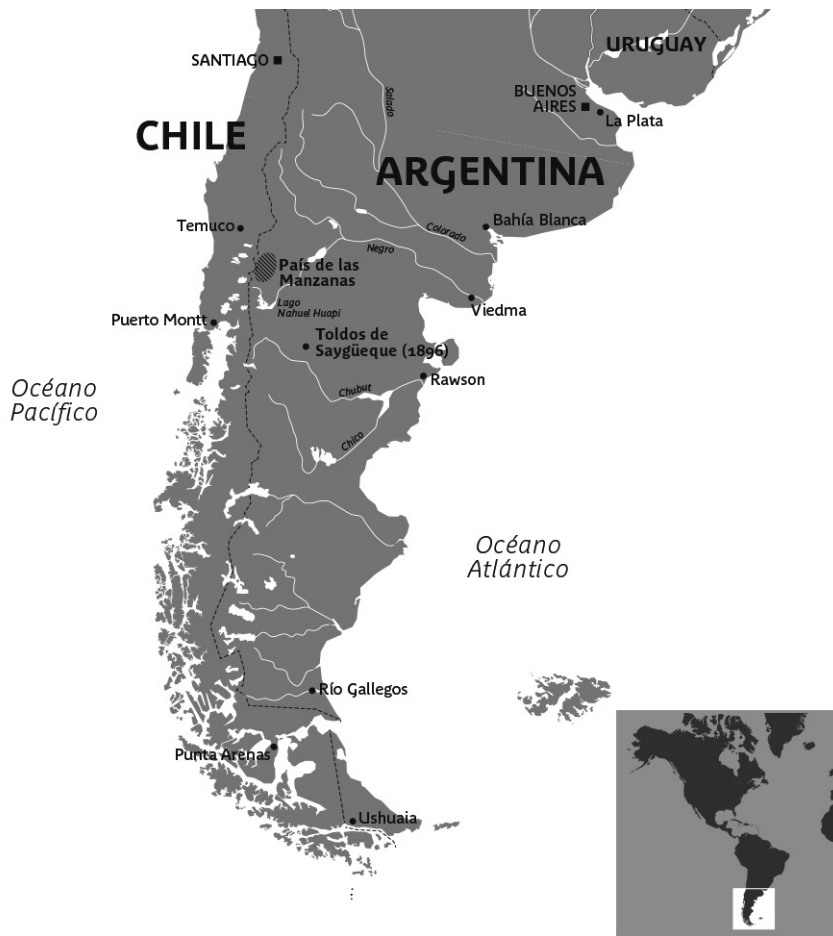 URUGUAY
SANTIAGO
Salado
BUENOS
AIRES
La Plata
CHILE
ARGENTINA
Temuco
Bahía Blanca
Colorado
Negro
País de las
Manzanas
Lago
Nahuel Huapi
Viedma
Puerto Montt
Toldos de
Saygüeque (1896)
Rawson
Océano
Pacífico
Chubut
Chico
Océano
Atlántico
Río Gallegos
Punta Arenas
Ushuaia